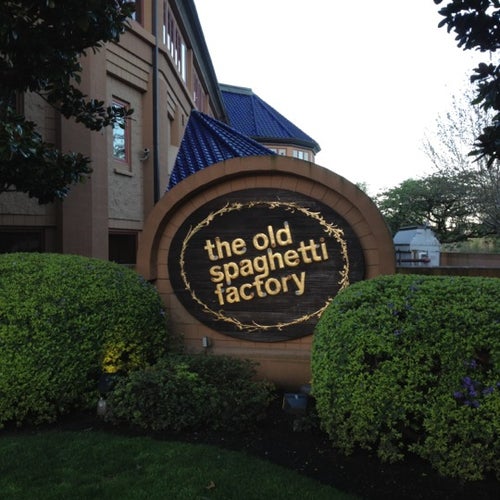 the old
spaghetti
factory